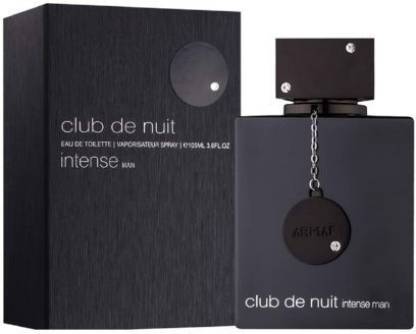 club de nuit
EAU DE TOILETTE | VAPORISATEUR SPRAY | ℮105ML 3.6FL.OZ
intense MAN
ARMAF
club de nuit intense man